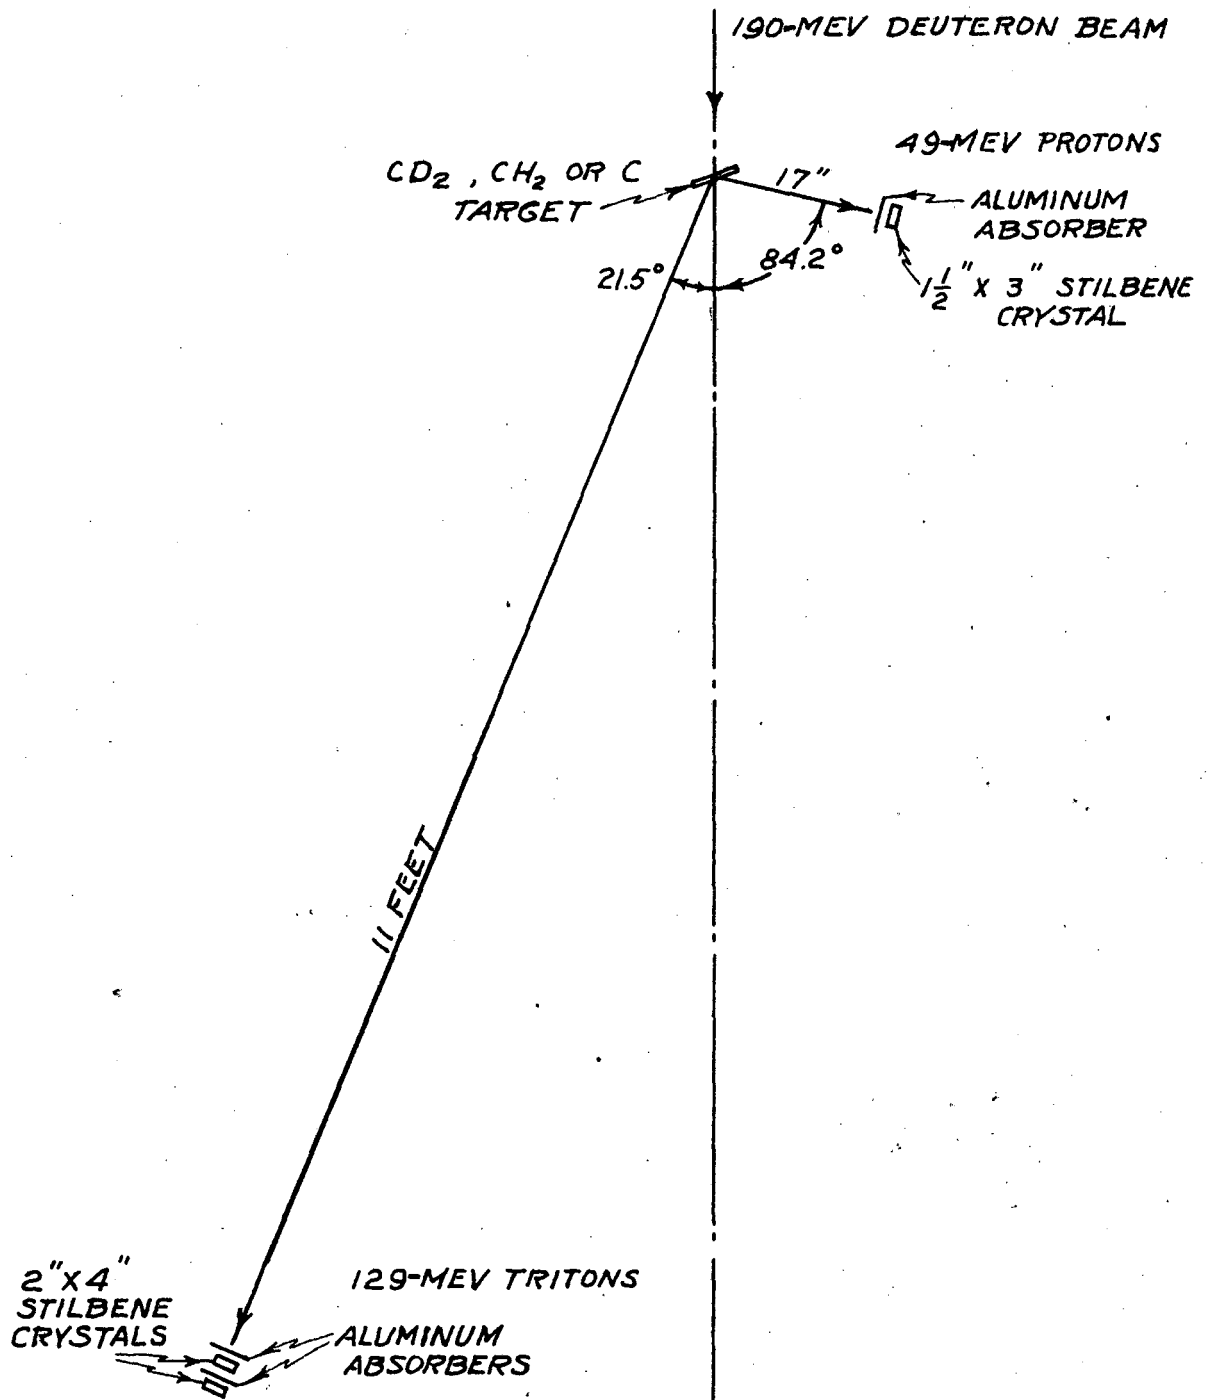 190-MEV DEUTERON BEAM
49-MEV PROTONS
CD₂, CH₂ OR C
TARGET
17"
ALUMINUM
ABSORBER
84.2°
21.5°
1 1/2" X 3" STILBENE
CRYSTAL
11 FEET
2"X4"
STILBENE
CRYSTALS
129-MEV TRITONS
ALUMINUM
ABSORBERS